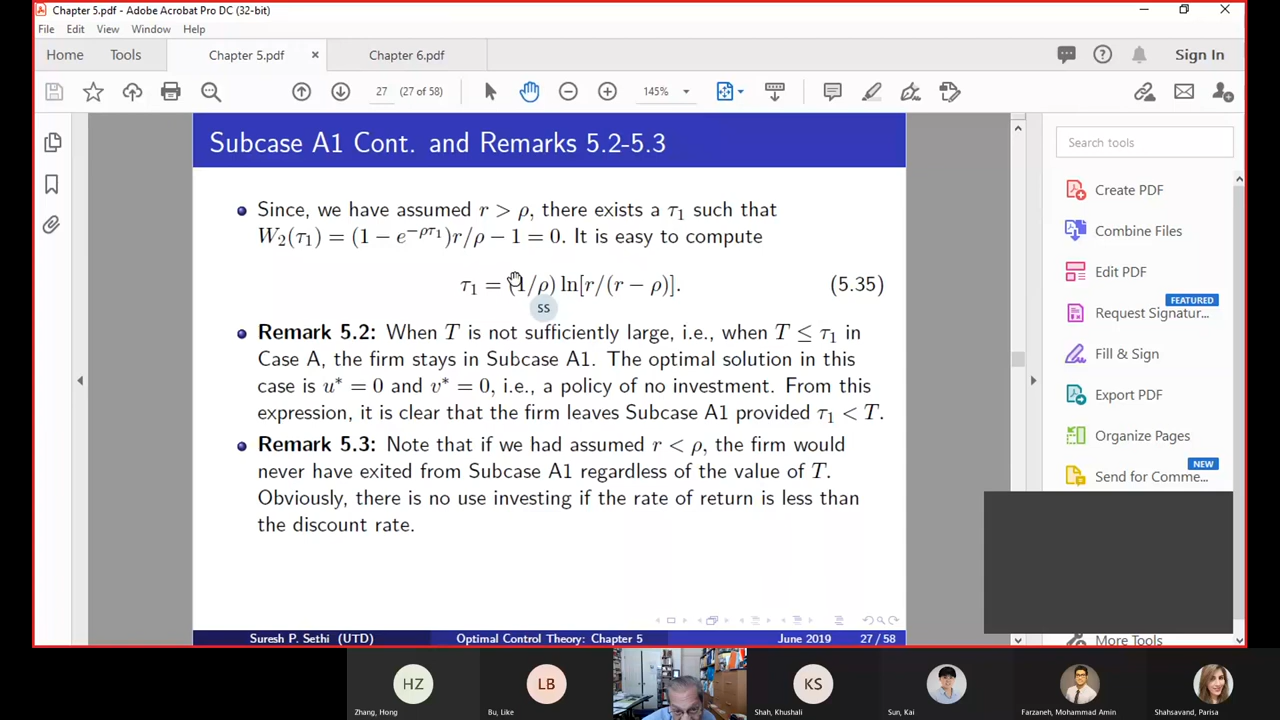 Chapter 5.pdf - Adobe Acrobat Pro DC (32-bit)
File Edit View Window Help
Home Tools Chapter 5.pdf × Chapter 6.pdf Sign In
27 (27 of 58) 145%
Subcase A1 Cont. and Remarks 5.2-5.3
Since, we have assumed r > ρ, there exists a τ₁ such that
W₂(τ₁) = (1 − e^{−ρτ₁})r/ρ − 1 = 0. It is easy to compute
τ₁ = (1/ρ) ln[r/(r − ρ)]. (5.35)
SS
Remark 5.2: When T is not sufficiently large, i.e., when T ≤ τ₁ in
Case A, the firm stays in Subcase A1. The optimal solution in this
case is u* = 0 and v* = 0, i.e., a policy of no investment. From this
expression, it is clear that the firm leaves Subcase A1 provided τ₁ < T.
Remark 5.3: Note that if we had assumed r < ρ, the firm would
never have exited from Subcase A1 regardless of the value of T.
Obviously, there is no use investing if the rate of return is less than
the discount rate.
Suresh P. Sethi (UTD) Optimal Control Theory: Chapter 5 June 2019 27 / 58
Search tools
Create PDF
Combine Files
Edit PDF
FEATURED
Request Signatur...
Fill & Sign
Export PDF
Organize Pages
NEW
Send for Comme...
More Tools
HZ LB KS
Zhang, Hong Bu, Like Shah, Khushali Sun, Kai Farzaneh, Mohammad Amin Shahsavand, Parisa